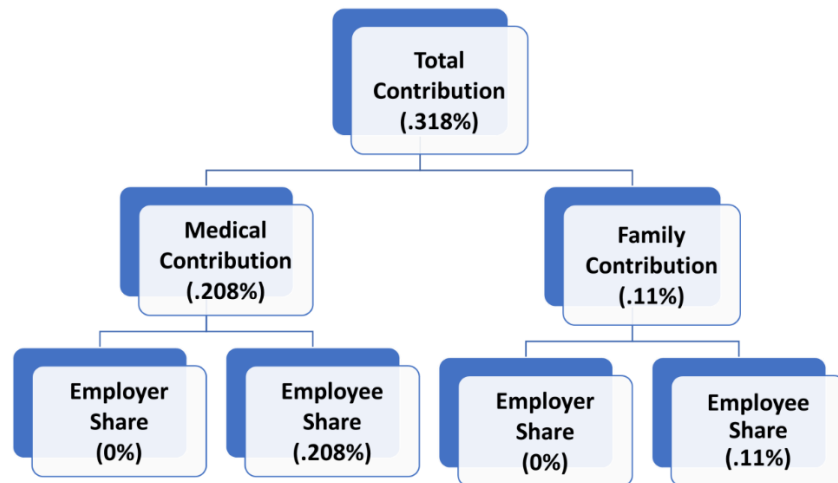 Total
Contribution
(.318%)
Medical
Contribution
(.208%)
Family
Contribution
(.11%)
Employer
Share
(0%)
Employee
Share
(.208%)
Employer
Share
(0%)
Employee
Share
(.11%)